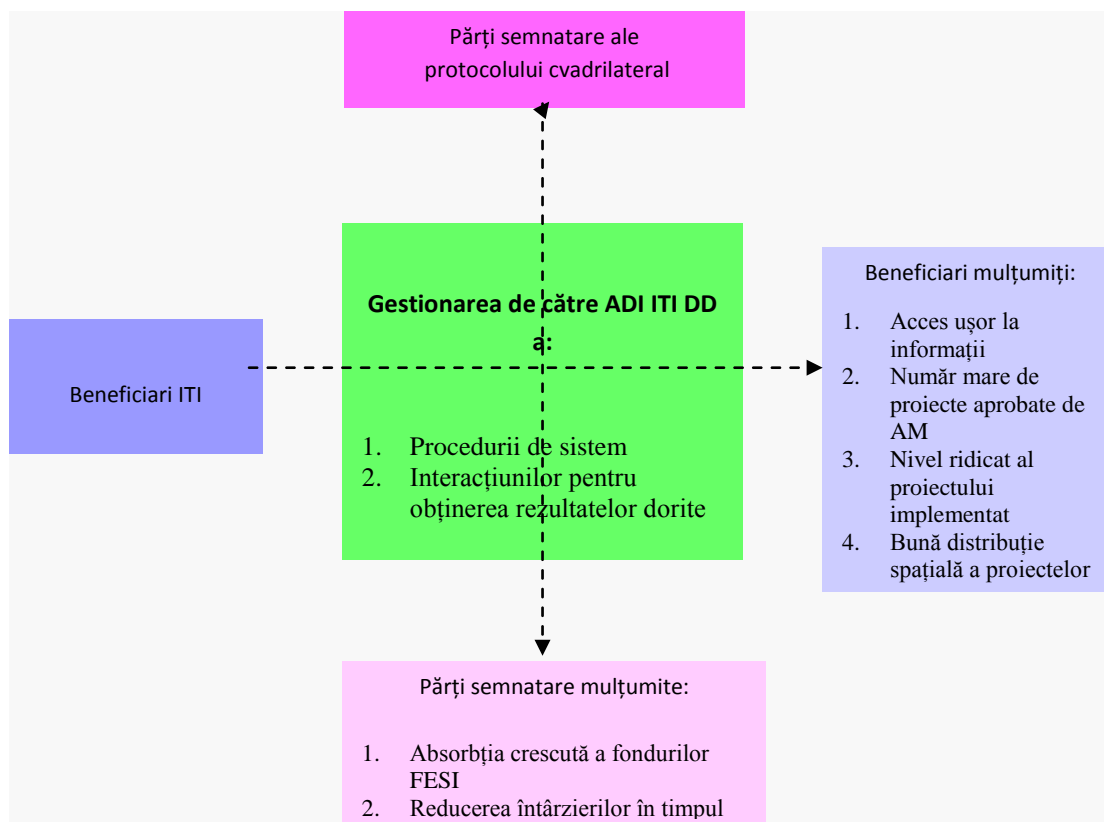 Părți semnatare ale
protocolului cvadrilateral
Gestionarea de către ADI ITI DD
a:
1. Procedurii de sistem
2. Interacțiunilor pentru
obținerea rezultatelor dorite
Beneficiari ITI
Beneficiari mulțumiți:
1. Acces ușor la
informații
2. Număr mare de
proiecte aprobate de
AM
3. Nivel ridicat al
proiectului
implementat
4. Bună distribuție
spațială a proiectelor
Părți semnatare mulțumite:
1. Absorbția crescută a fondurilor
FESI
2. Reducerea întârzierilor în timpul